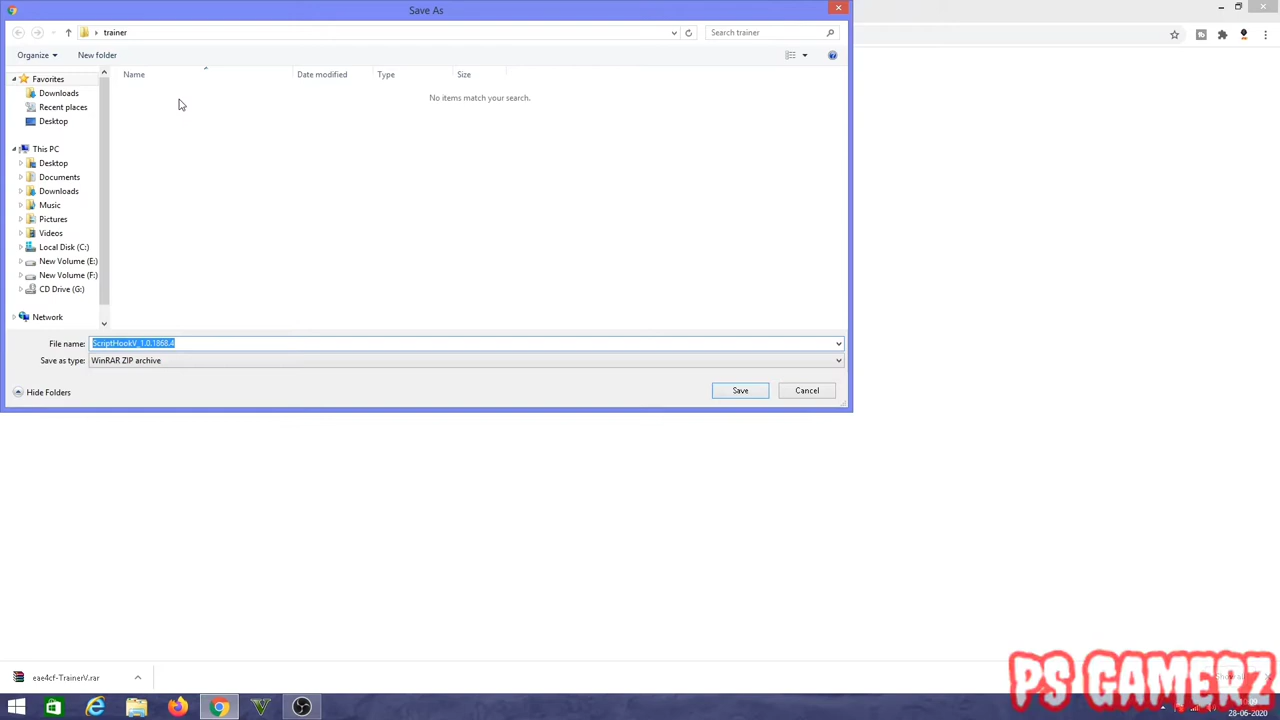 Save As
trainer
Search trainer
Organize
New folder
Name
Date modified
Type
Size
No items match your search.
Favorites
Downloads
Recent places
Desktop
This PC
Desktop
Documents
Downloads
Music
Pictures
Videos
Local Disk (C:)
New Volume (E:)
New Volume (F:)
CD Drive (G:)
Network
File name: ScriptHookV_1.0.1868.4
Save as type: WinRAR ZIP archive
Hide Folders
Save
Cancel
eae4cf-TrainerV.rar
Show all
PS GAMERZ
28-06-2020